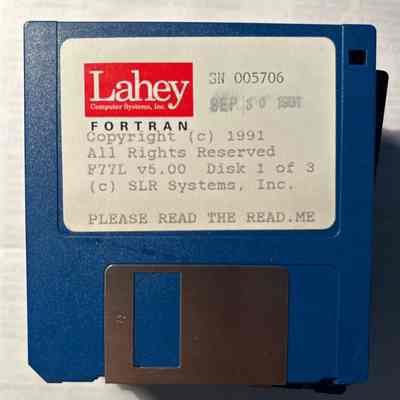 Lahey
Computer Systems, Inc.
FORTRAN
SN 005706
SEP 30 1991
Copyright (c) 1991
All Rights Reserved
F77L v5.00 Disk 1 of 3
(c) SLR Systems, Inc.
PLEASE READ THE READ.ME